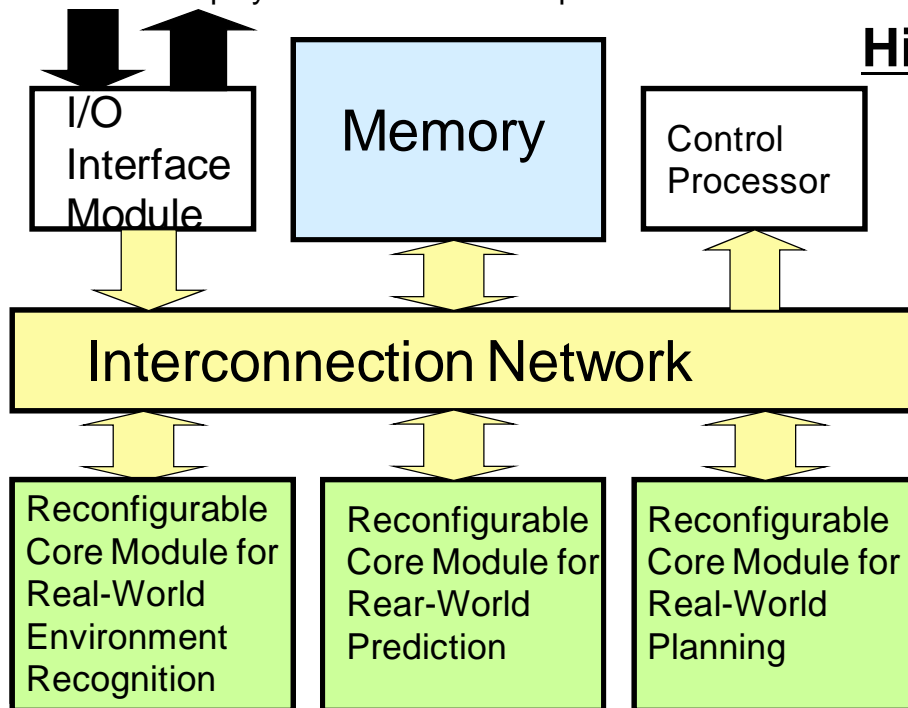 Hi
I/O
Interface
Module
Memory
Control
Processor
Interconnection Network
Reconfigurable
Core Module for
Real-World
Environment
Recognition
Reconfigurable
Core Module for
Rear-World
Prediction
Reconfigurable
Core Module for
Real-World
Planning